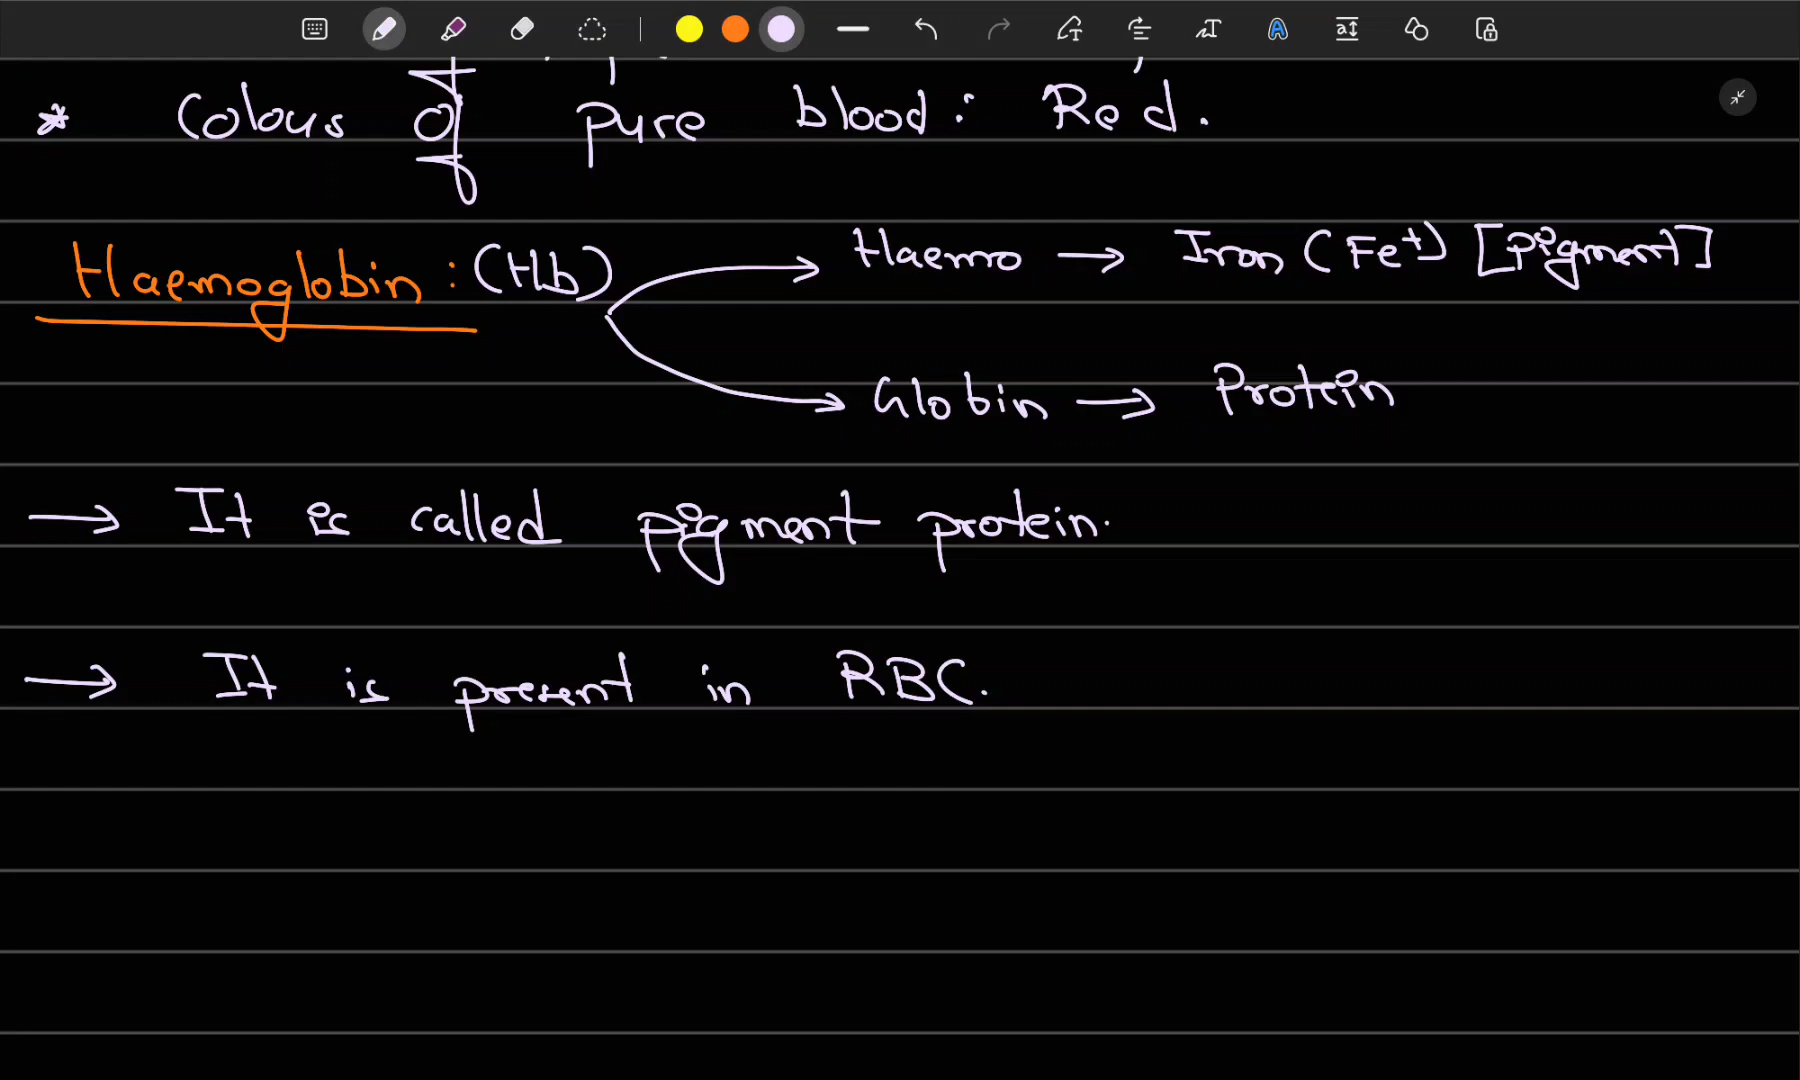 * Colour of pure blood: Red.
Haemoglobin: (Hb)
Haemo → Iron (Fe+) [Pigment]
Globin → Protein
→ It is called pigment protein.
→ It is present in RBC.